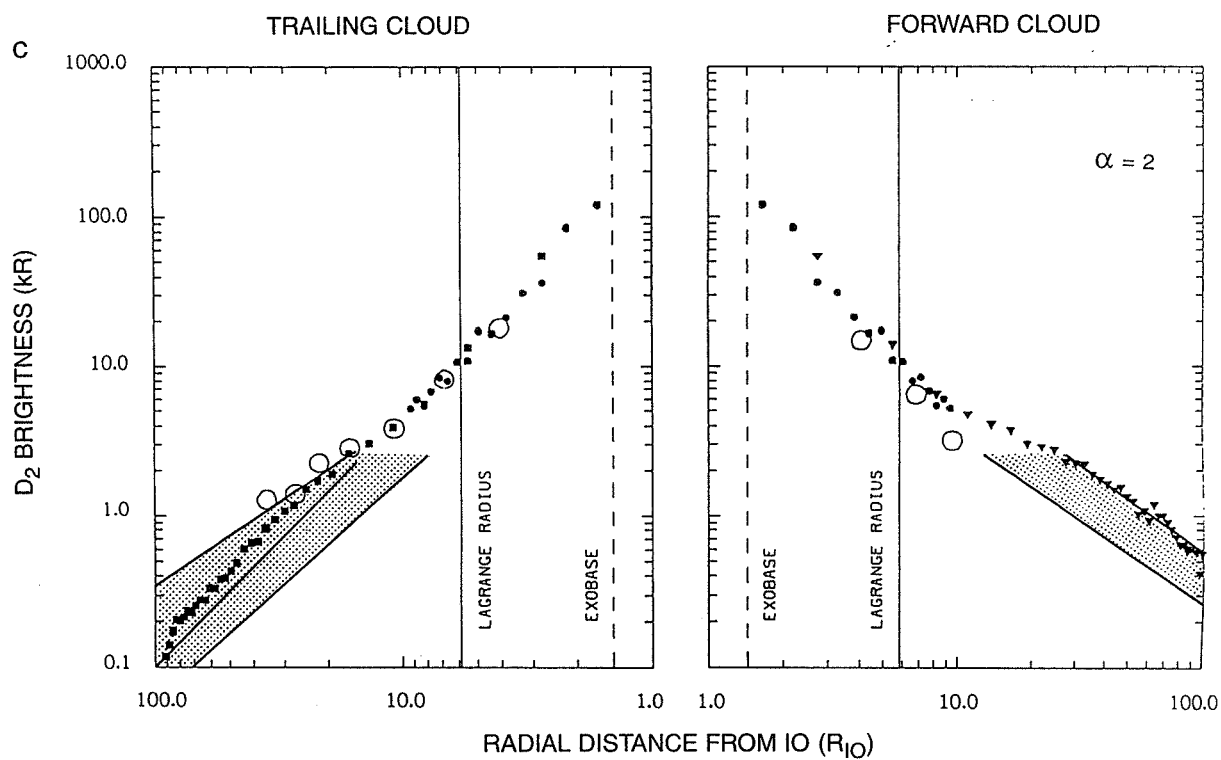 C
TRAILING CLOUD
FORWARD CLOUD
1000.0
100.0
10.0
1.0
0.1
D2 BRIGHTNESS (kR)
α = 2
LAGRANGE RADIUS
EXOBASE
EXOBASE
LAGRANGE RADIUS
100.0
10.0
1.0
1.0
10.0
100.0
RADIAL DISTANCE FROM IO (RIO)